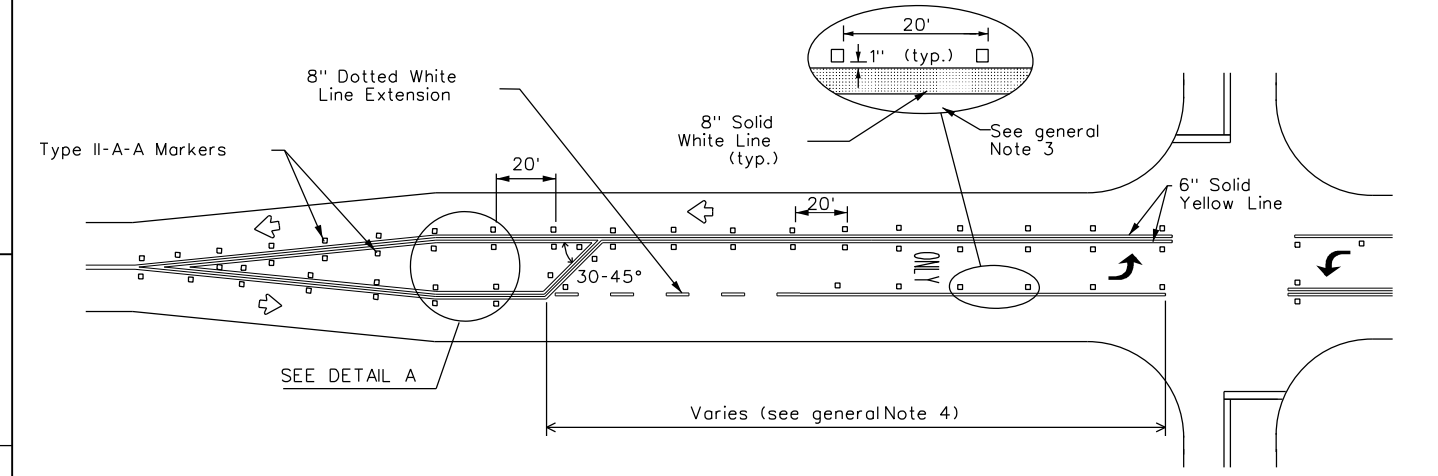 20'
1" (typ.)
8" Dotted White
Line Extension
8" Solid
White Line
(typ.)
See general
Note 3
Type II-A-A Markers
20'
6" Solid
Yellow Line
20'
ONLY
30-45°
SEE DETAIL A
Varies (see general Note 4)